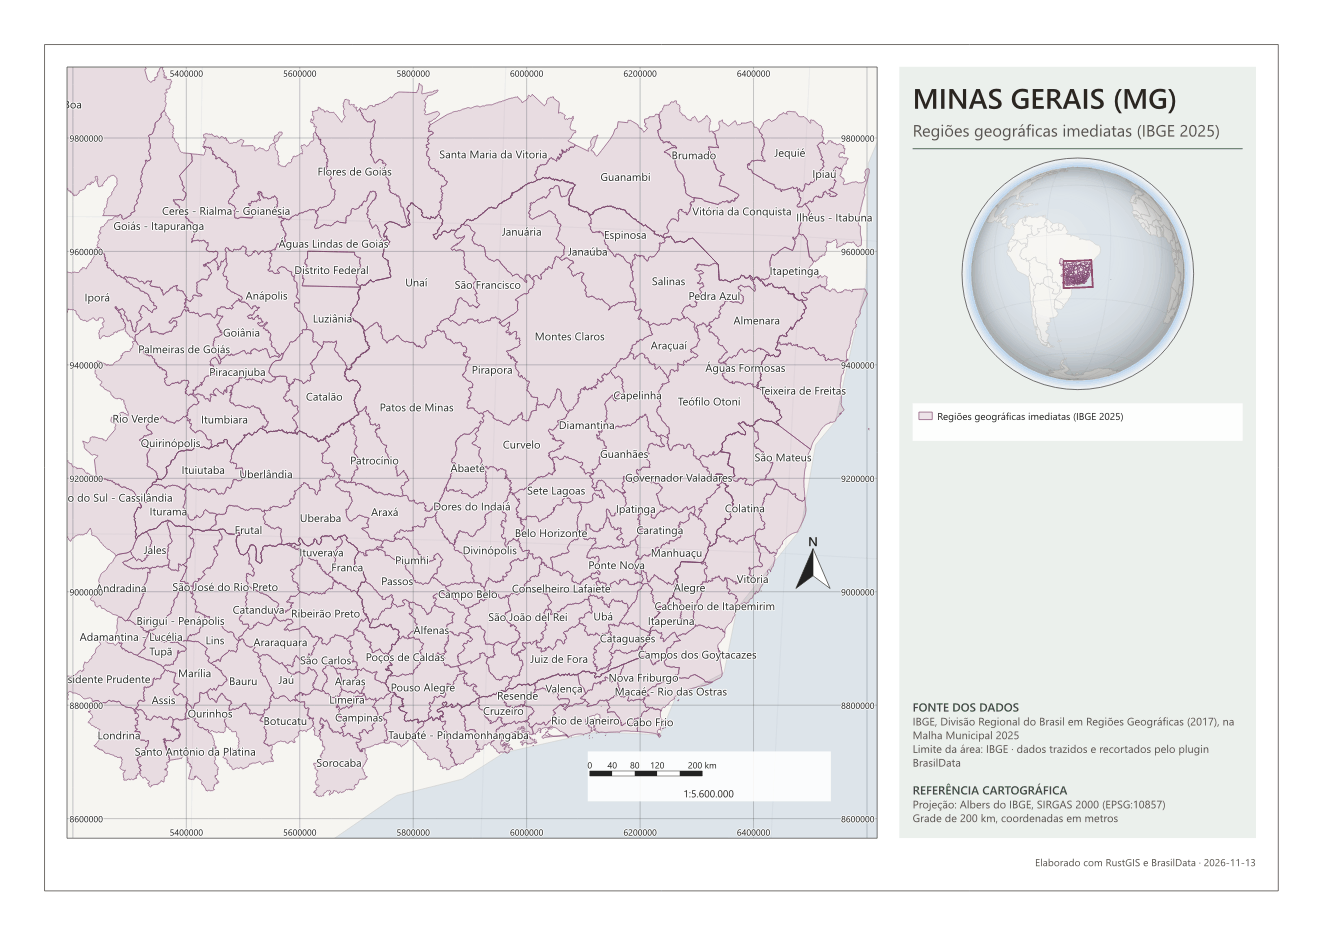 5400000
5600000
5800000
6000000
6200000
6400000
Boa
9800000
9800000
Santa Maria da Vitoria
Brumado
Jequié
Flores de Goiás
Guanambi
Ipiaú
Ceres - Rialma - Goianésia
Vitória da Conquista
Ilhéus - Itabuna
Goiás - Itapuranga
Januária
Espinosa
Águas Lindas de Goiás
9600000
Janaúba
9600000
Distrito Federal
Itapetinga
Unaí
São Francisco
Salinas
Iporá
Anápolis
Pedra Azul
Luziânia
Almenara
Goiânia
Montes Claros
Palmeiras de Goiás
Araçuaí
9400000
Piracanjuba
Pirapora
Águas Formosas
9400000
Catalão
Capelinha
Teixeira de Freitas
Patos de Minas
Teófilo Otoni
Rio Verde
Itumbiara
Diamantina
Quirinópolis
Curvelo
Guanhães
São Mateus
Ituiutaba
Uberlândia
Patrocínio
Abaeté
9200000
Governador Valadares
9200000
o do Sul - Cassilândia
Sete Lagoas
Iturama
Uberaba
Araxá
Dores do Indaiá
Ipatinga
Colatina
Frutal
Belo Horizonte
Caratinga
Jales
Ituverava
Divinópolis
Manhuaçu
Franca
Piumhi
Ponte Nova
Passos
Vitória
9000000
Andradina
São José do Rio Preto
Campo Belo
Conselheiro Lafaiete
Alegre
9000000
Catanduva
Ribeirão Preto
Cachoeiro de Itapemirim
Birigui - Penápolis
São João del Rei
Ubá
Itaperuna
Adamantina - Lucélia
Lins
Araraquara
Alfenas
Cataguases
Tupã
São Carlos
Poços de Caldas
Juiz de Fora
Campos dos Goytacazes
sidente Prudente
Marília
Bauru
Jaú
Araras
Pouso Alegre
Valença
Nova Friburgo
Assis
Limeira
Resende
Macaé - Rio das Ostras
8800000
Ourinhos
Botucatu
Campinas
Cruzeiro
Rio de Janeiro
Cabo Frio
8800000
Londrina
Taubaté - Pindamonhangaba
Santo Antônio da Platina
Sorocaba
N
0 40 80 120 200 km
1:5.600.000
8600000
8600000
5400000
5600000
5800000
6000000
6200000
6400000
MINAS GERAIS (MG)
Regiões geográficas imediatas (IBGE 2025)
Regiões geográficas imediatas (IBGE 2025)
FONTE DOS DADOS
IBGE, Divisão Regional do Brasil em Regiões Geográficas (2017), na
Malha Municipal 2025
Limite da área: IBGE · dados trazidos e recortados pelo plugin
BrasilData
REFERÊNCIA CARTOGRÁFICA
Projeção: Albers do IBGE, SIRGAS 2000 (EPSG:10857)
Grade de 200 km, coordenadas em metros
Elaborado com RustGIS e BrasilData · 2026-11-13